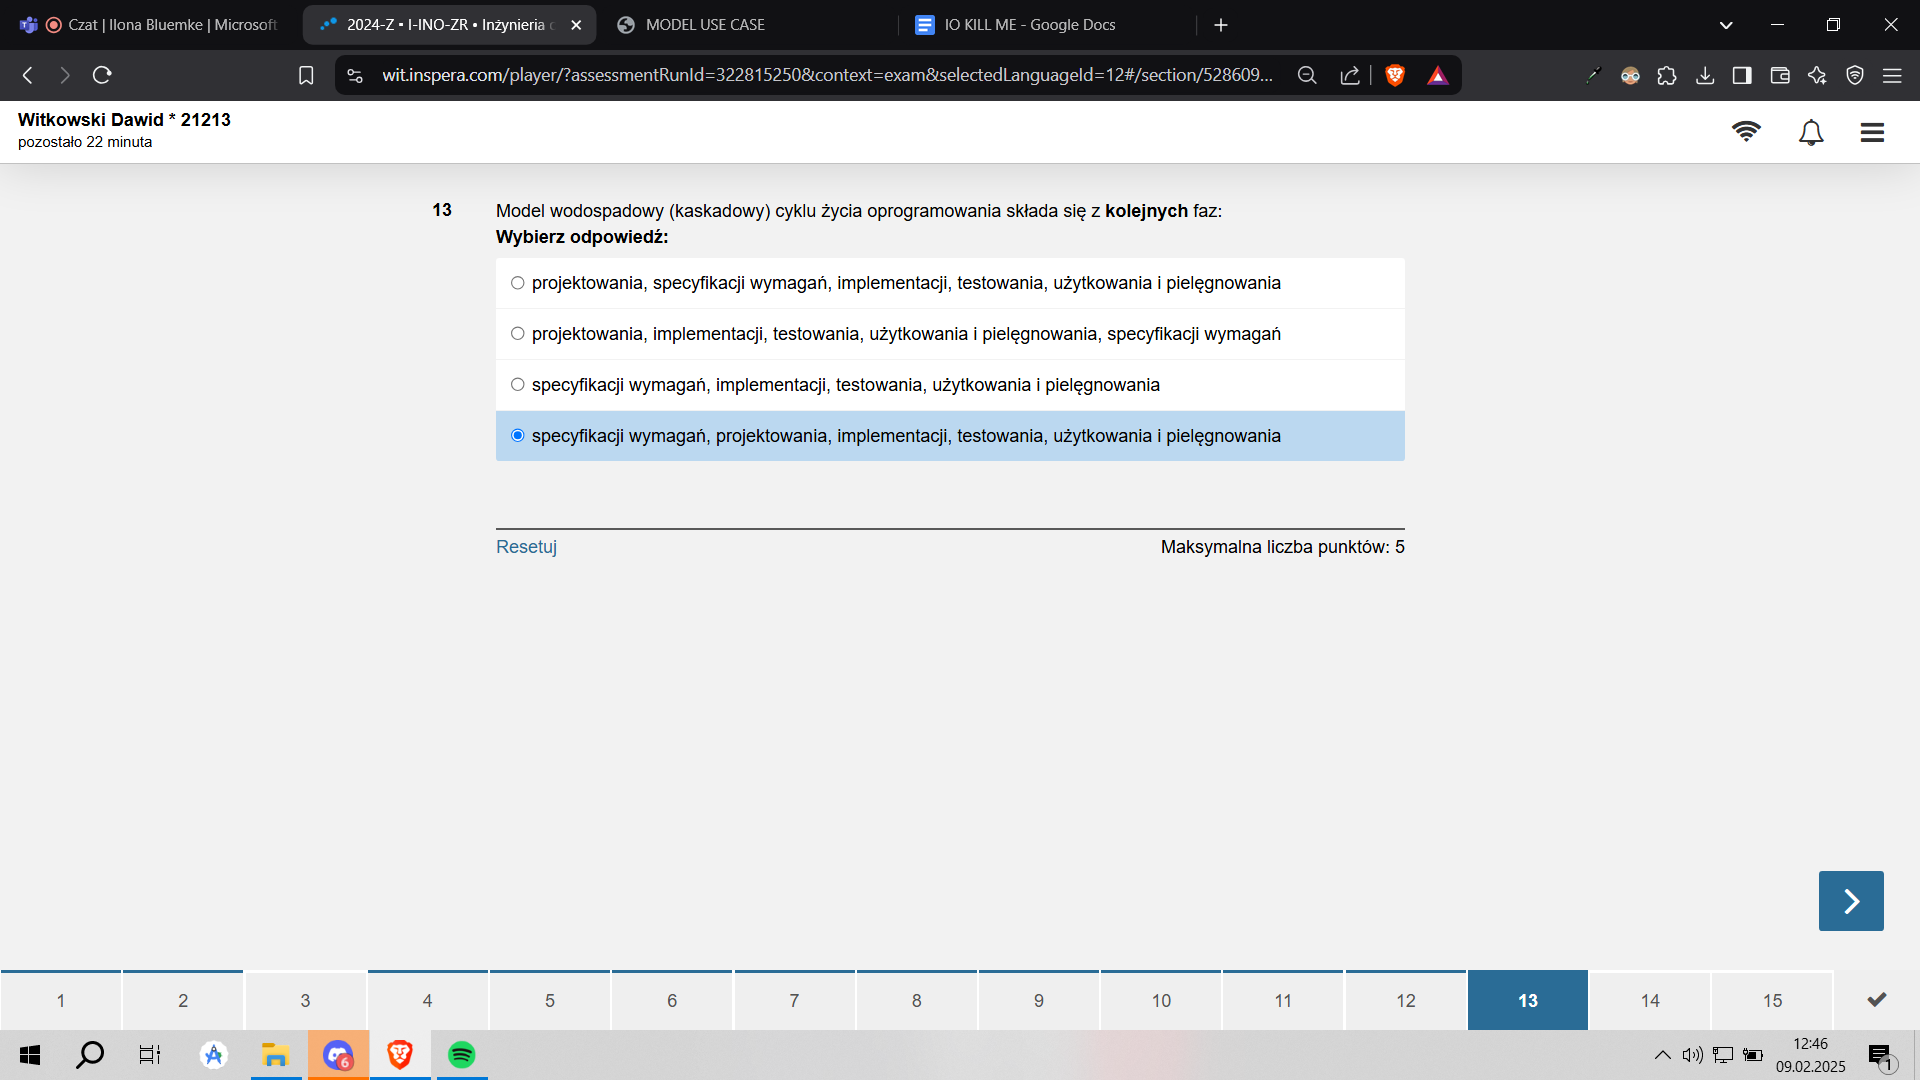 Czat | Ilona Bluemke | Microsoft
2024-Z • I-INO-ZR • Inżynieria
MODEL USE CASE
IO KILL ME - Google Docs
wit.inspera.com/player/?assessmentRunId=322815250&context=exam&selectedLanguageId=12#/section/528609...
Witkowski Dawid * 21213
pozostało 22 minuta
13 Model wodospadowy (kaskadowy) cyklu życia oprogramowania składa się z kolejnych faz:
Wybierz odpowiedź:
projektowania, specyfikacji wymagań, implementacji, testowania, użytkowania i pielęgnowania
projektowania, implementacji, testowania, użytkowania i pielęgnowania, specyfikacji wymagań
specyfikacji wymagań, implementacji, testowania, użytkowania i pielęgnowania
specyfikacji wymagań, projektowania, implementacji, testowania, użytkowania i pielęgnowania
Resetuj Maksymalna liczba punktów: 5
1 2 3 4 5 6 7 8 9 10 11 12 13 14 15
6
12:46
09.02.2025
1